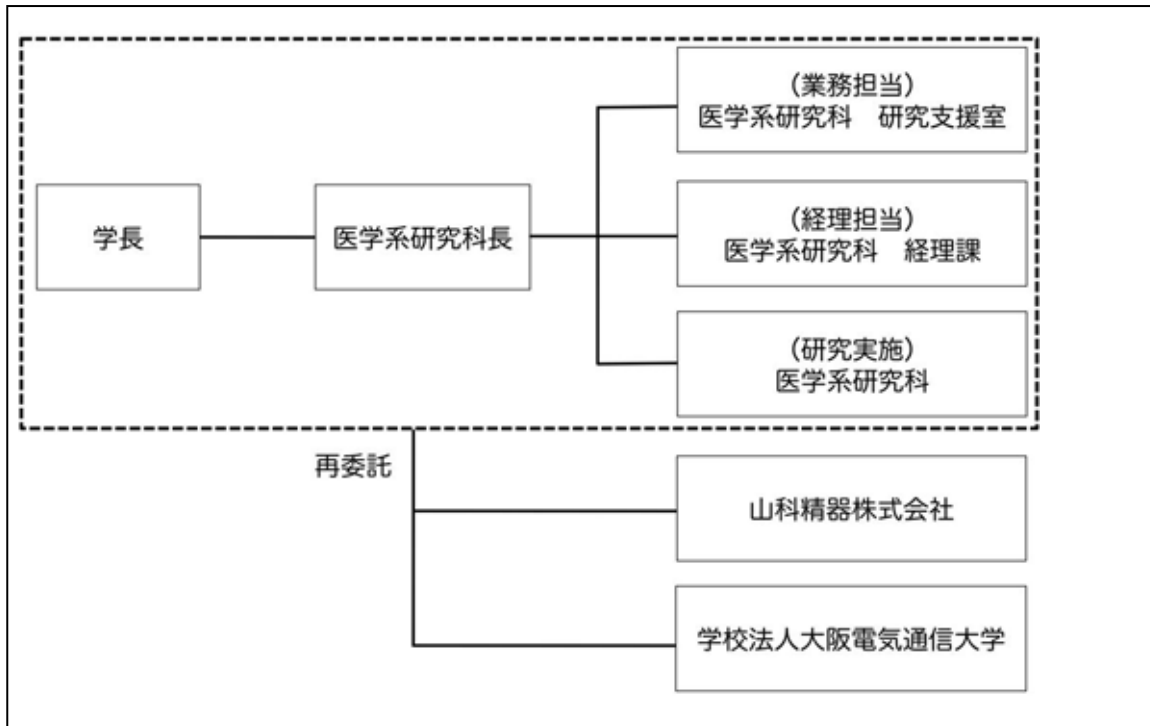 (業務担当)
医学系研究科　研究支援室
学長
医学系研究科長
(経理担当)
医学系研究科　経理課
(研究実施)
医学系研究科
再委託
山科精器株式会社
学校法人大阪電気通信大学